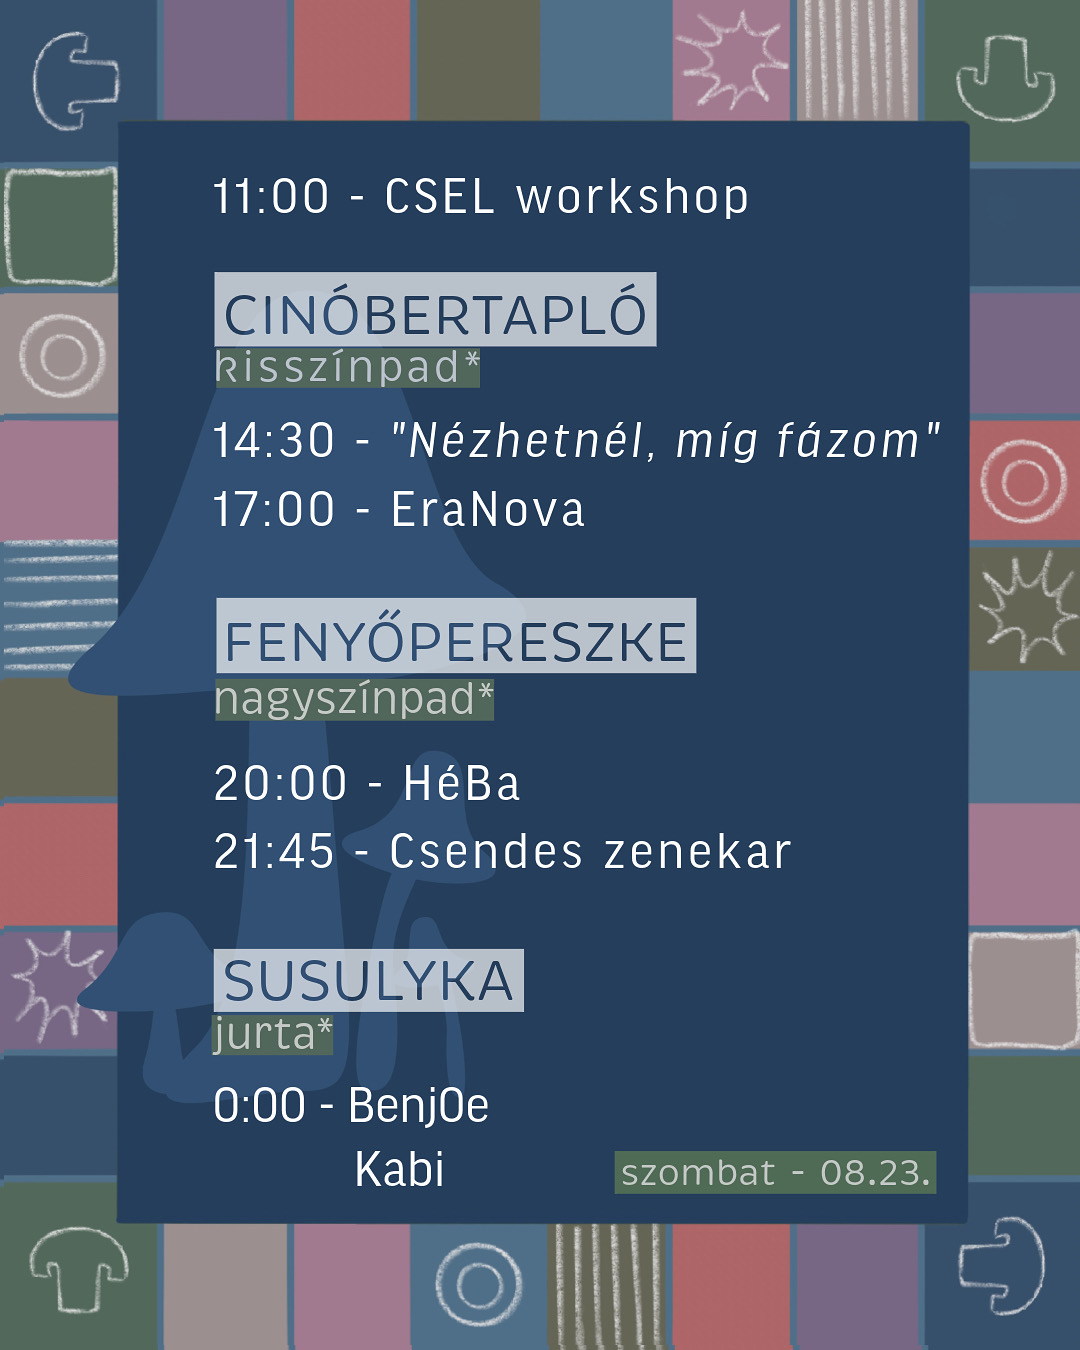 11:00 - CSEL workshop
CINÓBERTAPLÓ
kisszínpad*
14:30 - "Nézhetnél, míg fázom"
17:00 - EraNova
FENYŐPERESZKE
nagyszínpad*
20:00 - HéBa
21:45 - Csendes zenekar
SUSULYKA
jurta*
0:00 - Benj0e
Kabi
szombat - 08.23.